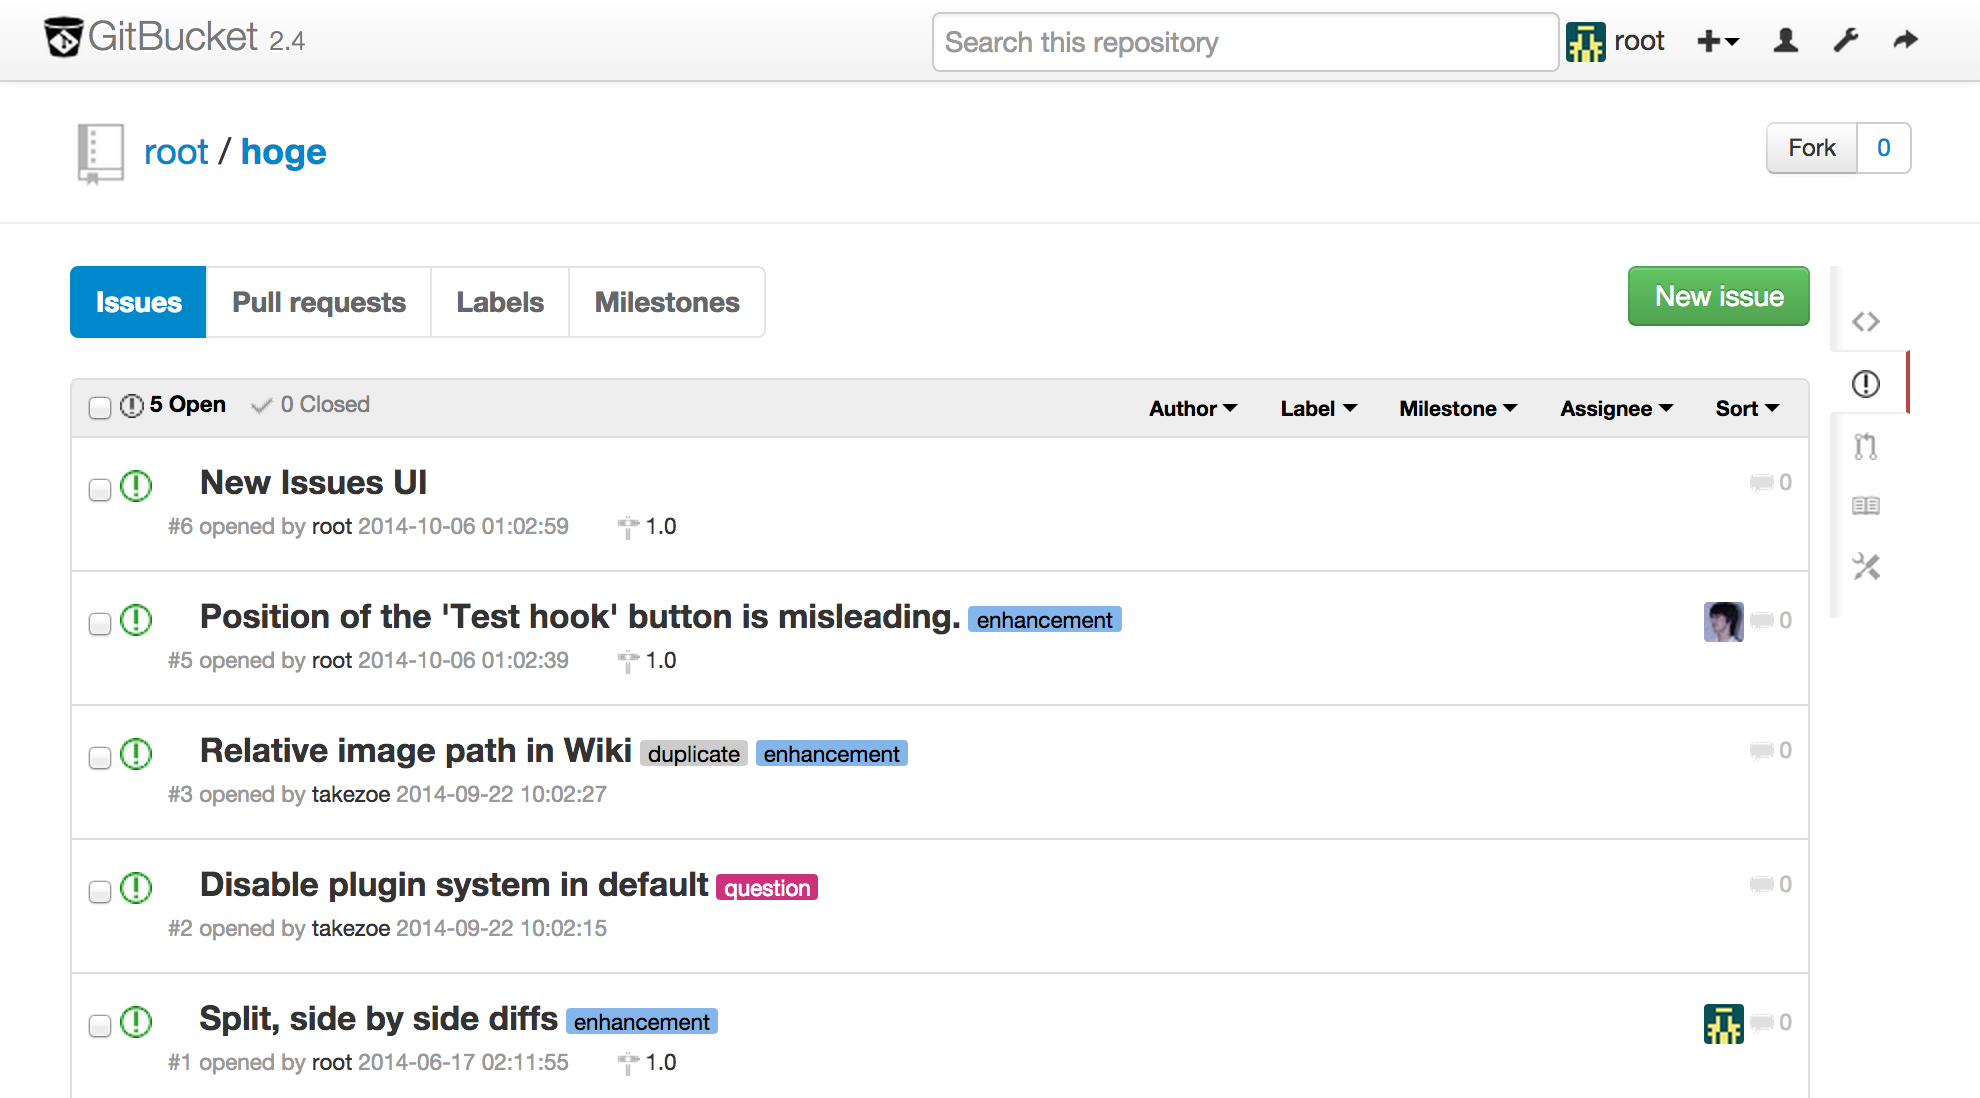 GitBucket 2.4
Search this repository
root
root / hoge
Fork 0
Issues Pull requests Labels Milestones
New issue
5 Open 0 Closed
Author Label Milestone Assignee Sort
New Issues UI
0
#6 opened by root 2014-10-06 01:02:59 1.0
Position of the 'Test hook' button is misleading. enhancement
0
#5 opened by root 2014-10-06 01:02:39 1.0
Relative image path in Wiki duplicate enhancement
0
#3 opened by takezoe 2014-09-22 10:02:27
Disable plugin system in default question
0
#2 opened by takezoe 2014-09-22 10:02:15
Split, side by side diffs enhancement
0
#1 opened by root 2014-06-17 02:11:55 1.0